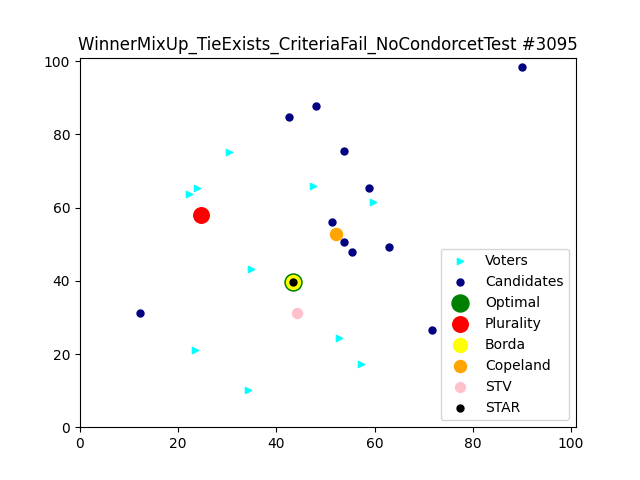 WinnerMixUp_TieExists_CriteriaFail_NoCondorcetTest #3095
100
80
60
40
20
0
0 20 40 60 80 100
Voters
Candidates
Optimal
Plurality
Borda
Copeland
STV
STAR